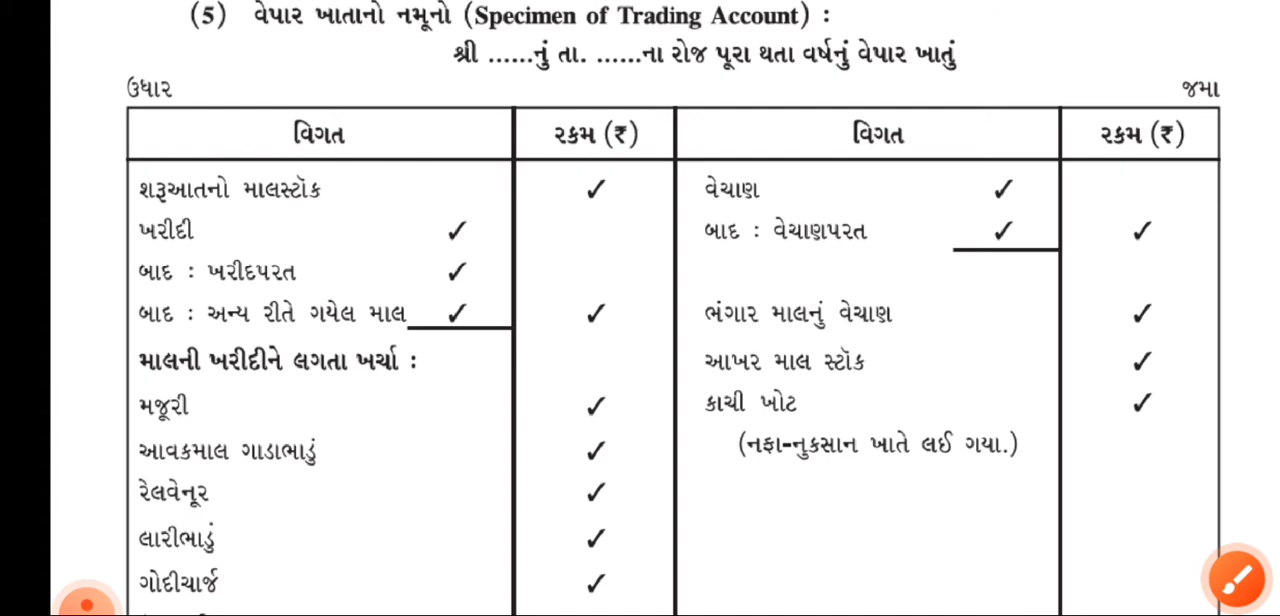 (5) વેપાર ખાતાનો નમૂનો (Specimen of Trading Account) :
શ્રી ......નું તા. ......ના રોજ પૂરા થતા વર્ષનું વેપાર ખાતું
ઉધાર જમા
વિગત રકમ (₹) વિગત રકમ (₹)
શરૂઆતનો માલસ્ટૉક ✓ વેચાણ ✓
ખરીદી ✓ બાદ : વેચાણપરત ✓ ✓
બાદ : ખરીદપરત ✓
બાદ : અન્ય રીતે ગયેલ માલ ✓ ✓ ભંગાર માલનું વેચાણ ✓
માલની ખરીદીને લગતા ખર્ચા : આખર માલ સ્ટૉક ✓
મજૂરી ✓ કાચી ખોટ ✓
આવકમાલ ગાડાભાડું ✓ (નફા-નુકસાન ખાતે લઈ ગયા.)
રેલવેનૂર ✓
લારીભાડું ✓
ગોદીચાર્જ ✓